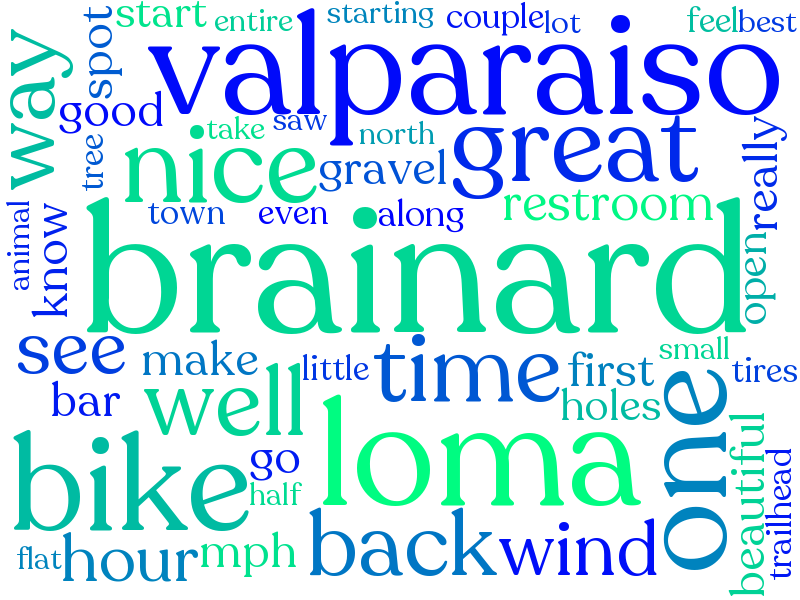 start
entire
starting
couple
lot
feel
best
way
spot
good
valparaiso
tree
nice
take
saw
north
gravel
great
really
animal
know
town
even
along
restroom
open
brainard
see
make
little
time
first
small
tires
bar
well
holes
one
bike
go
half
loma
beautiful
trailhead
flat
hour
mph
back
wind